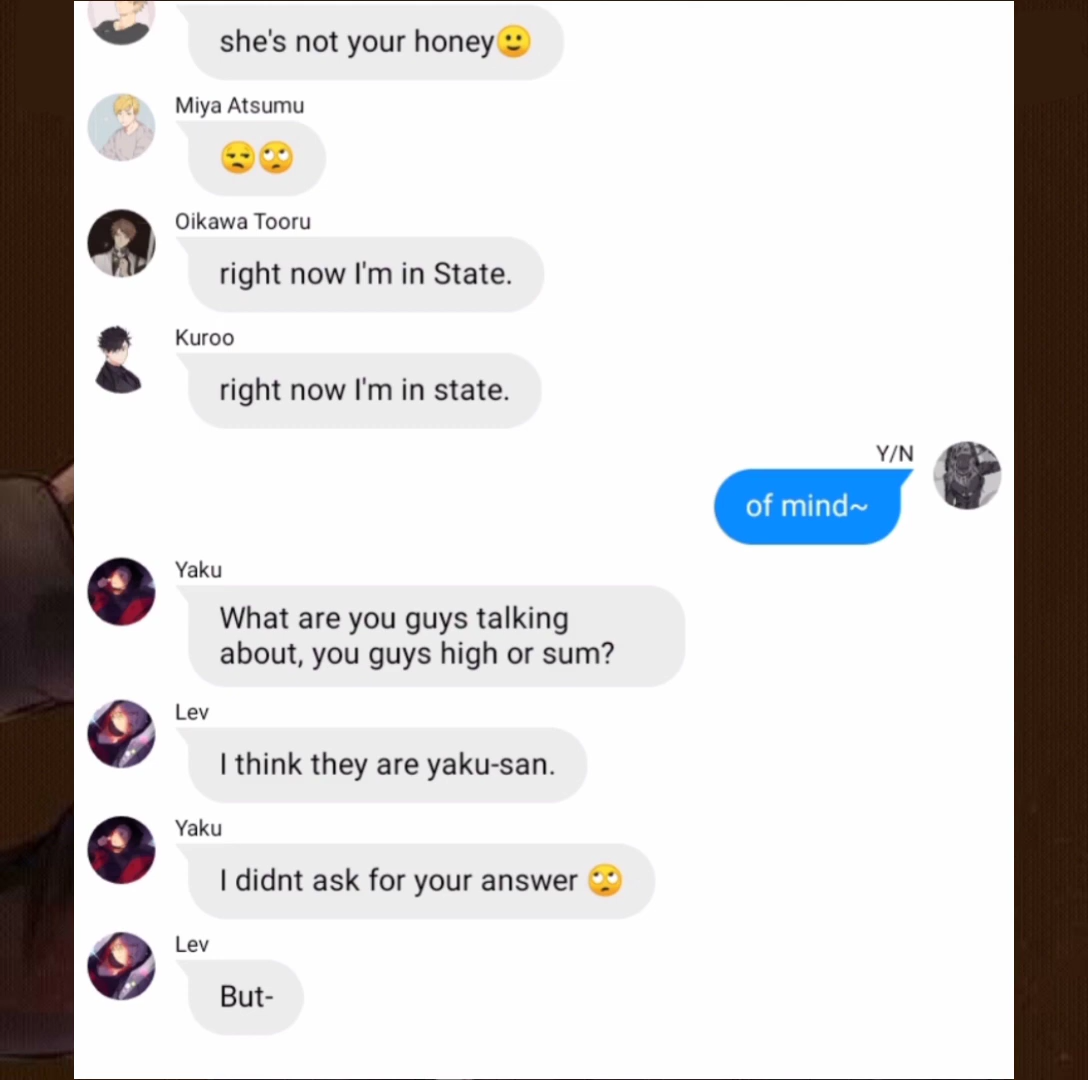 she's not your honey🙂
Miya Atsumu
😒🙄
Oikawa Tooru
right now I'm in State.
Kuroo
right now I'm in state.
Y/N
of mind~
Yaku
What are you guys talking
about, you guys high or sum?
Lev
I think they are yaku-san.
Yaku
I didnt ask for your answer 🙄
Lev
But-